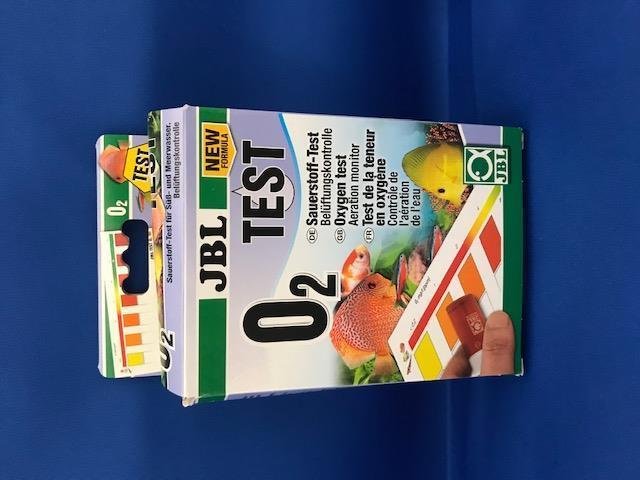 O2
TEST
Sauerstoff-Test für Süß- und Meerwasser.
Belüftungskontrolle
O2
JBL
NEW
FORMULA
O2
TEST
DE Sauerstoff-Test
Belüftungskontrolle
GB Oxygen test
Aeration monitor
FR Test de la teneur
en oxygène
Contrôle de
l'aération
de l'eau
JBL